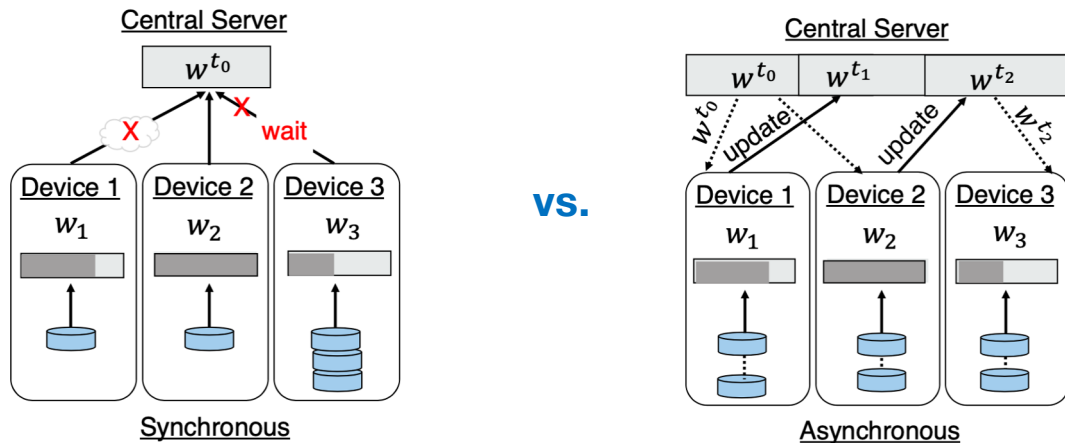 Central Server
w^{t_0}
X
X
wait
Device 1
Device 2
Device 3
w_1
w_2
w_3
Synchronous
vs.
Central Server
w^{t_0}
w^{t_1}
w^{t_2}
w^{t_0}
update
update
w^{t_2}
Device 1
Device 2
Device 3
w_1
w_2
w_3
Asynchronous